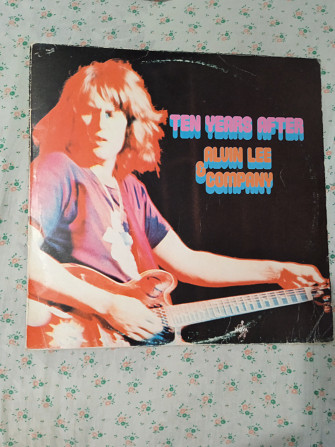 TEN YEARS AFTER
ALVIN LEE
& COMPANY